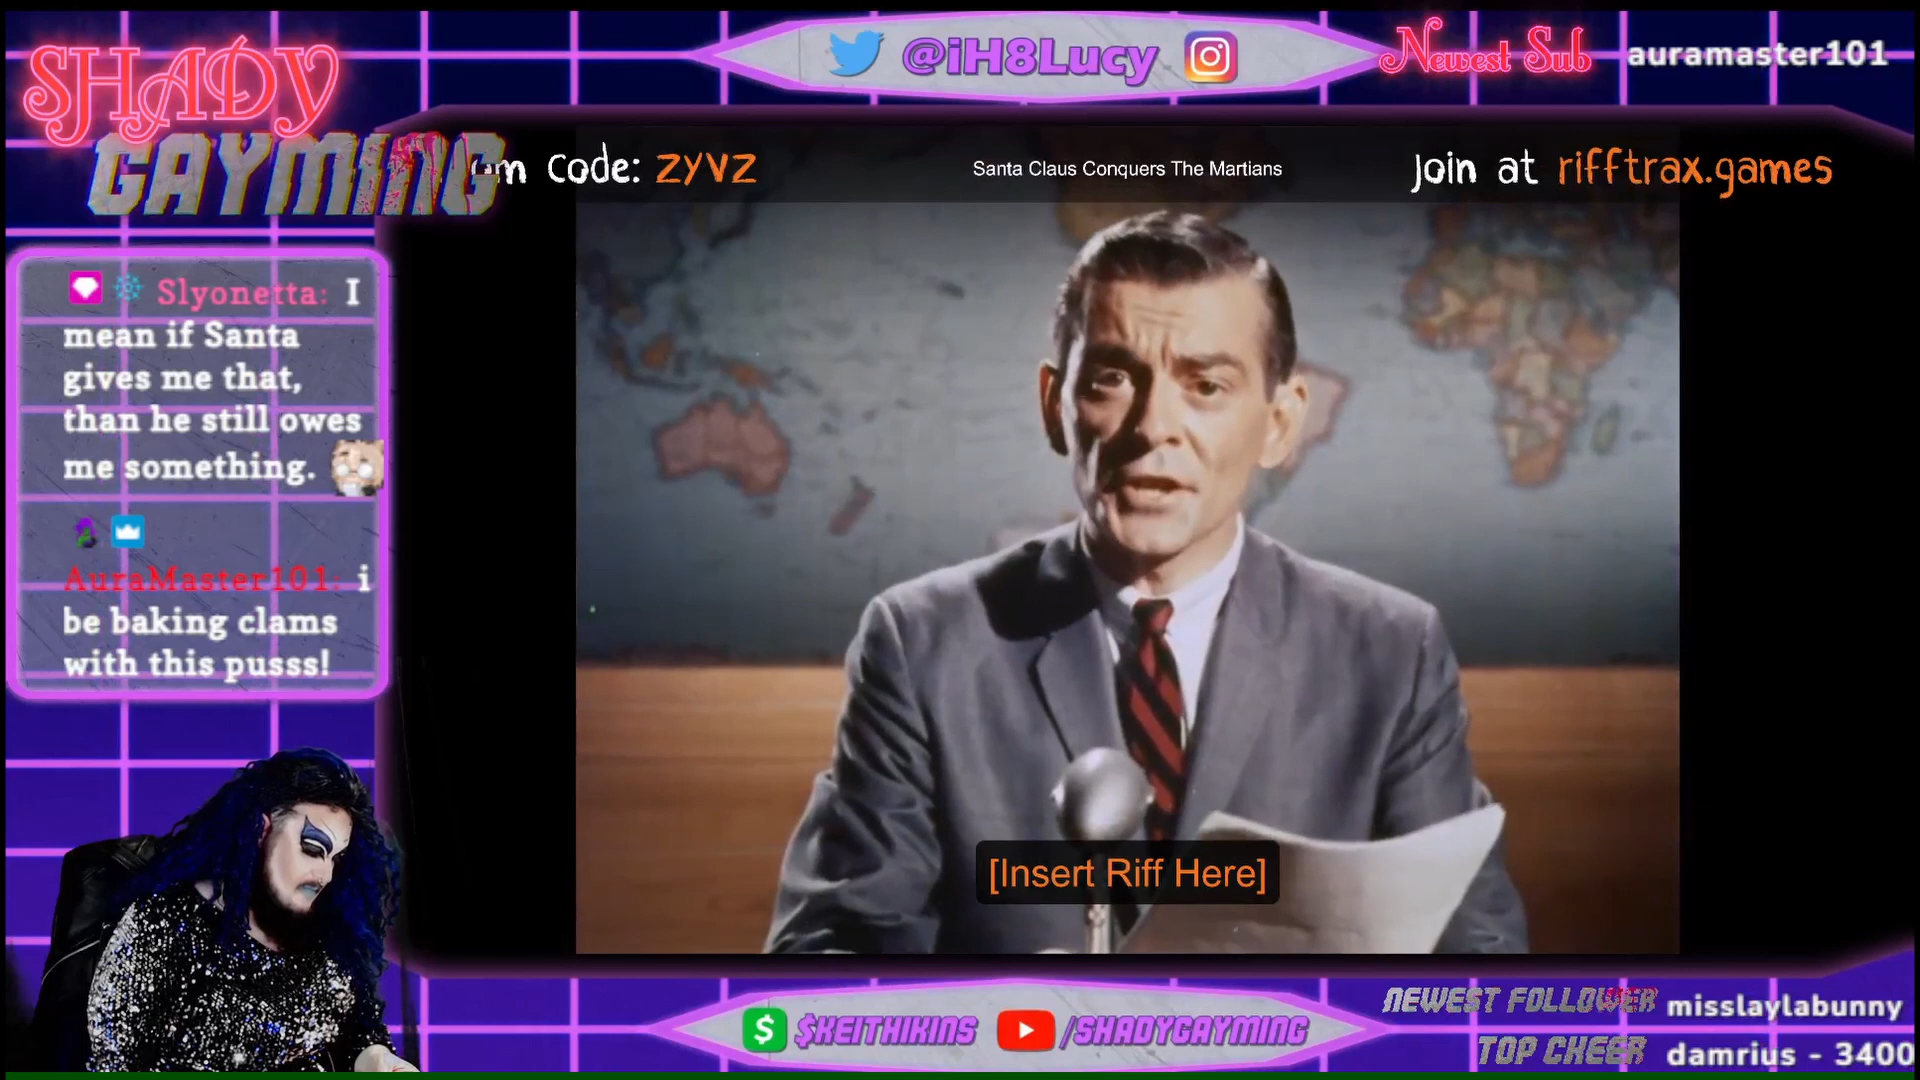 SHADY
GAYMING
@iH8Lucy
Newest Sub auramaster101
Code: ZYVZ
Santa Claus Conquers The Martians
Join at rifftrax.games
Slyonetta: I
mean if Santa
gives me that,
than he still owes
me something.
AuraMaster101: i
be baking clams
with this pusss!
[Insert Riff Here]
$KEITHIKINS
/SHADYGAYMING
NEWEST FOLLOWER misslaylabunny
TOP CHEER damrius - 3400